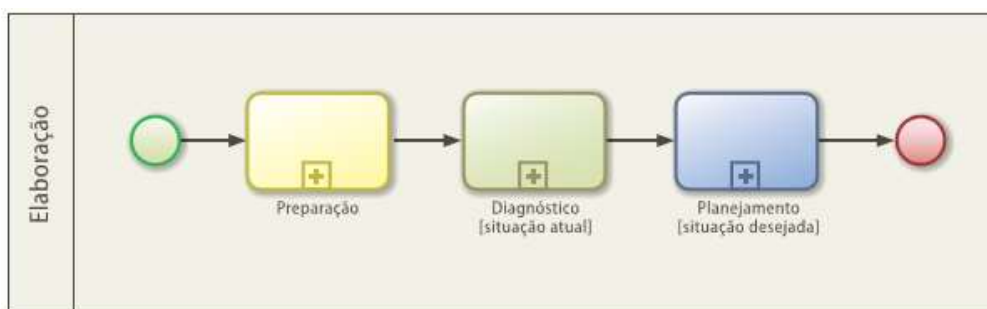 Elaboração
Preparação
Diagnóstico
[situação atual]
Planejamento
[situação desejada]